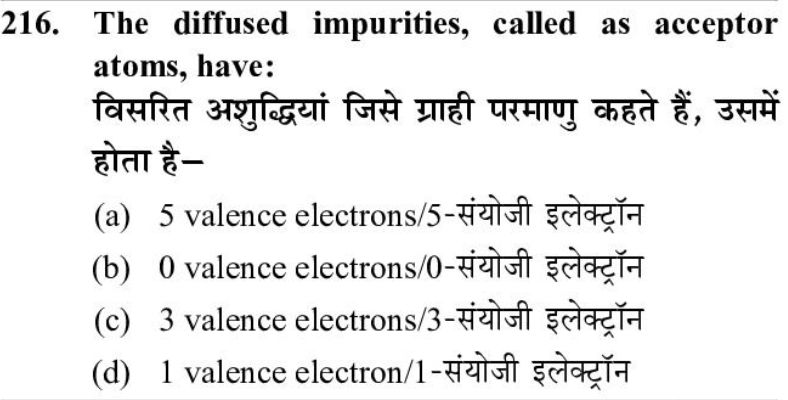 216. The diffused impurities, called as acceptor
atoms, have:
विसरित अशुद्धियां जिसे ग्राही परमाणु कहते हैं, उसमें
होता है–
(a) 5 valence electrons/5-संयोजी इलेक्ट्रॉन
(b) 0 valence electrons/0-संयोजी इलेक्ट्रॉन
(c) 3 valence electrons/3-संयोजी इलेक्ट्रॉन
(d) 1 valence electron/1-संयोजी इलेक्ट्रॉन